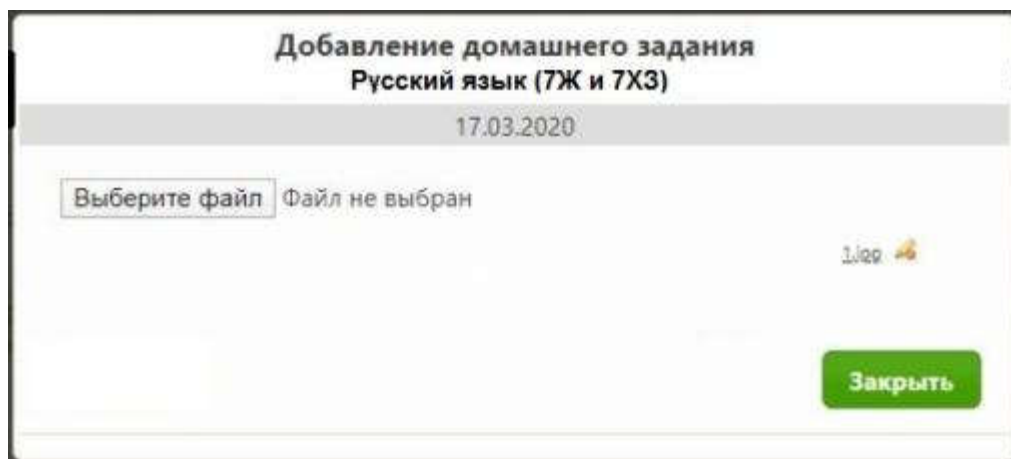 Добавление домашнего задания
Русский язык (7Ж и 7ХЗ)
17.03.2020
Выберите файл Файл не выбран
1.jpg
Закрыть